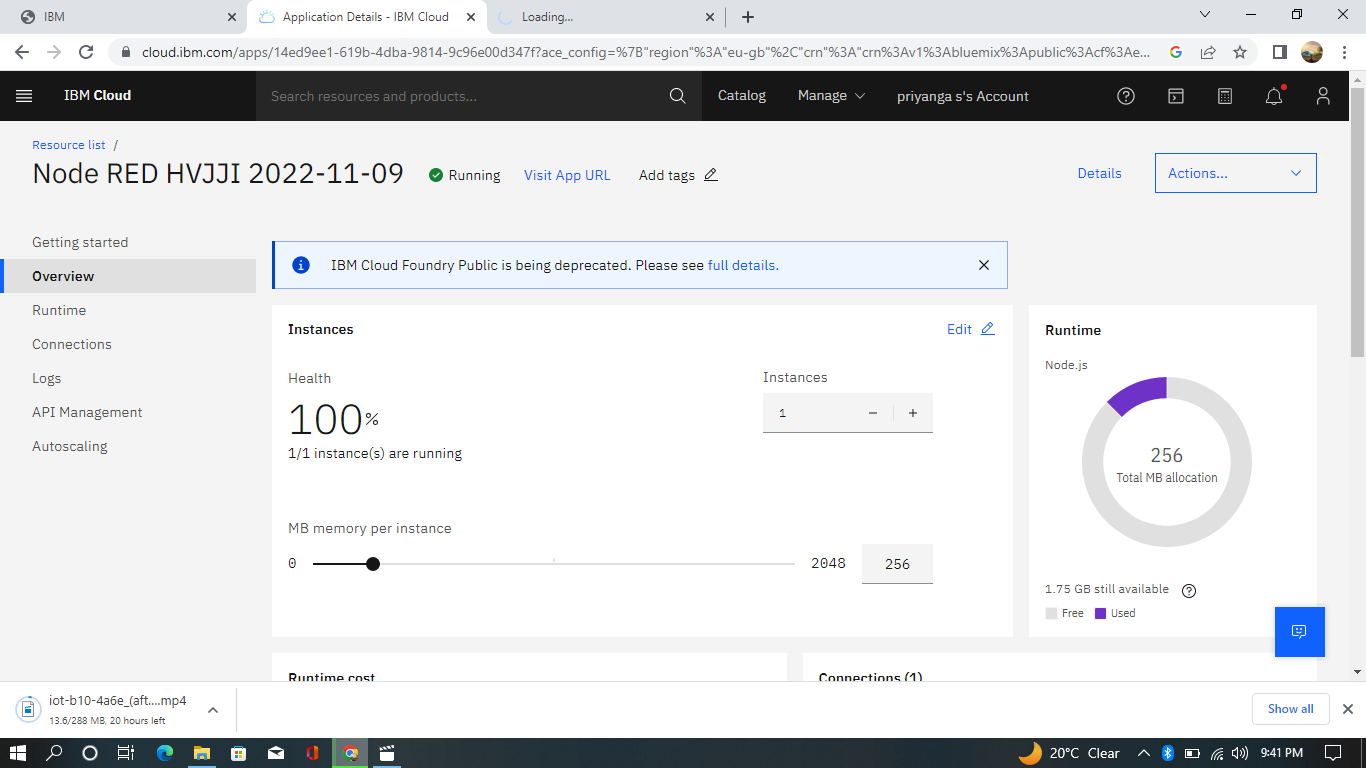 IBM
Application Details - IBM Cloud
Loading...
cloud.ibm.com/apps/14ed9ee1-619b-4dba-9814-9c96e00d347f?ace_config=%7B"region"%3A"eu-gb"%2C"crn"%3A"crn%3Av1%3Abluemix%3Apublic%3Acf%3Ae...
IBM Cloud
Search resources and products...
Catalog
Manage
priyanga s's Account
Resource list /
Node RED HVJJI 2022-11-09
Running
Visit App URL
Add tags
Details
Actions...
Getting started
Overview
Runtime
Connections
Logs
API Management
Autoscaling
IBM Cloud Foundry Public is being deprecated. Please see full details.
Instances
Edit
Health
100%
1/1 instance(s) are running
Instances
1
MB memory per instance
0
2048
256
Runtime
Node.js
256
Total MB allocation
1.75 GB still available
Free
Used
Runtime cost
Connections (1)
iot-b10-4a6e_(aft....mp4
13.6/288 MB, 20 hours left
Show all
20°C Clear
9:41 PM